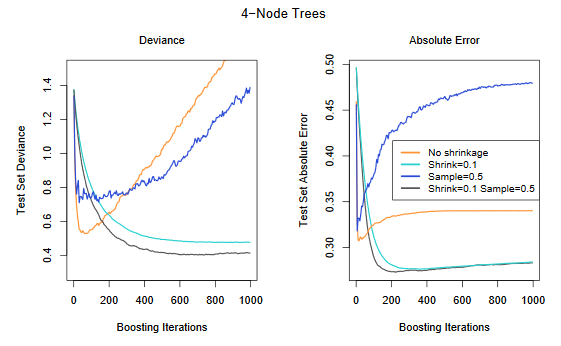 4−Node Trees
Deviance
Test Set Deviance
1.4
1.2
1.0
0.8
0.6
0.4
0 200 400 600 800 1000
Boosting Iterations
Absolute Error
Test Set Absolute Error
0.50
0.45
0.40
0.35
0.30
No shrinkage
Shrink=0.1
Sample=0.5
Shrink=0.1 Sample=0.5
0 200 400 600 800 1000
Boosting Iterations